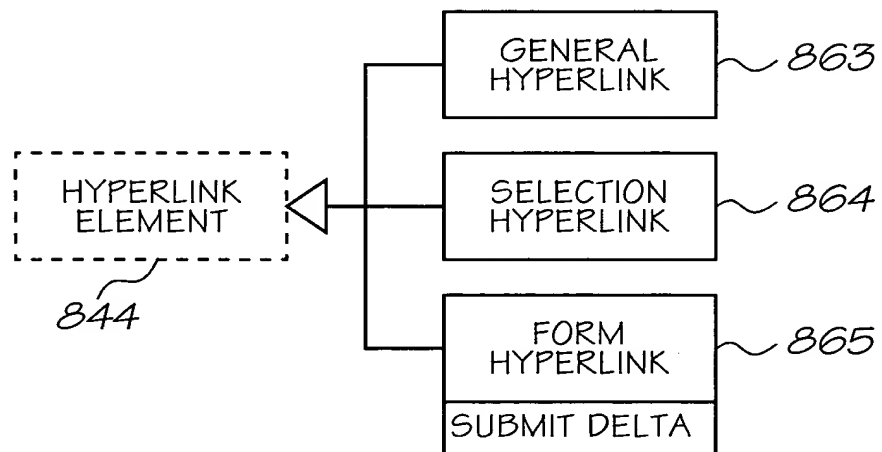 GENERAL
HYPERLINK
863
HYPERLINK
ELEMENT
844
SELECTION
HYPERLINK
864
FORM
HYPERLINK
865
SUBMIT DELTA